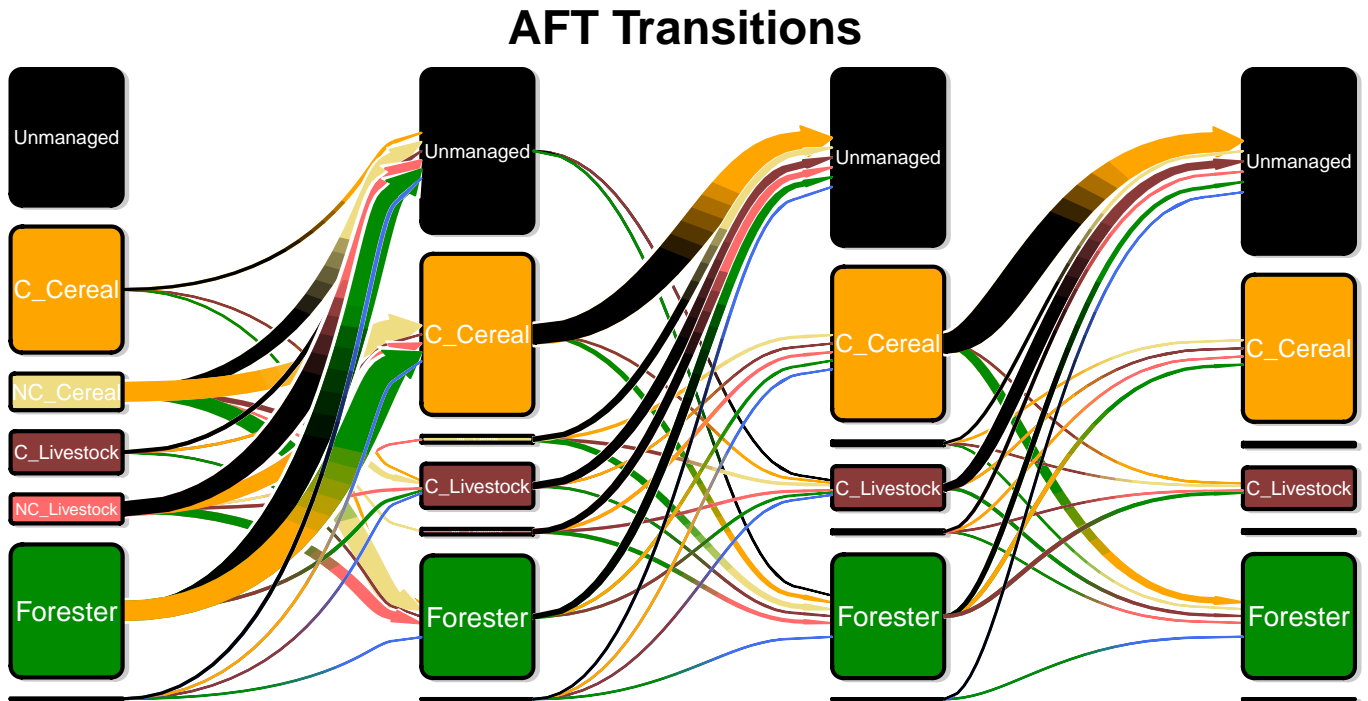 AFT Transitions
Unmanaged
C_Cereal
NC_Cereal
C_Livestock
NC_Livestock
Forester
Unmanaged
C_Cereal
C_Livestock
Forester
Unmanaged
C_Cereal
C_Livestock
Forester
Unmanaged
C_Cereal
C_Livestock
Forester